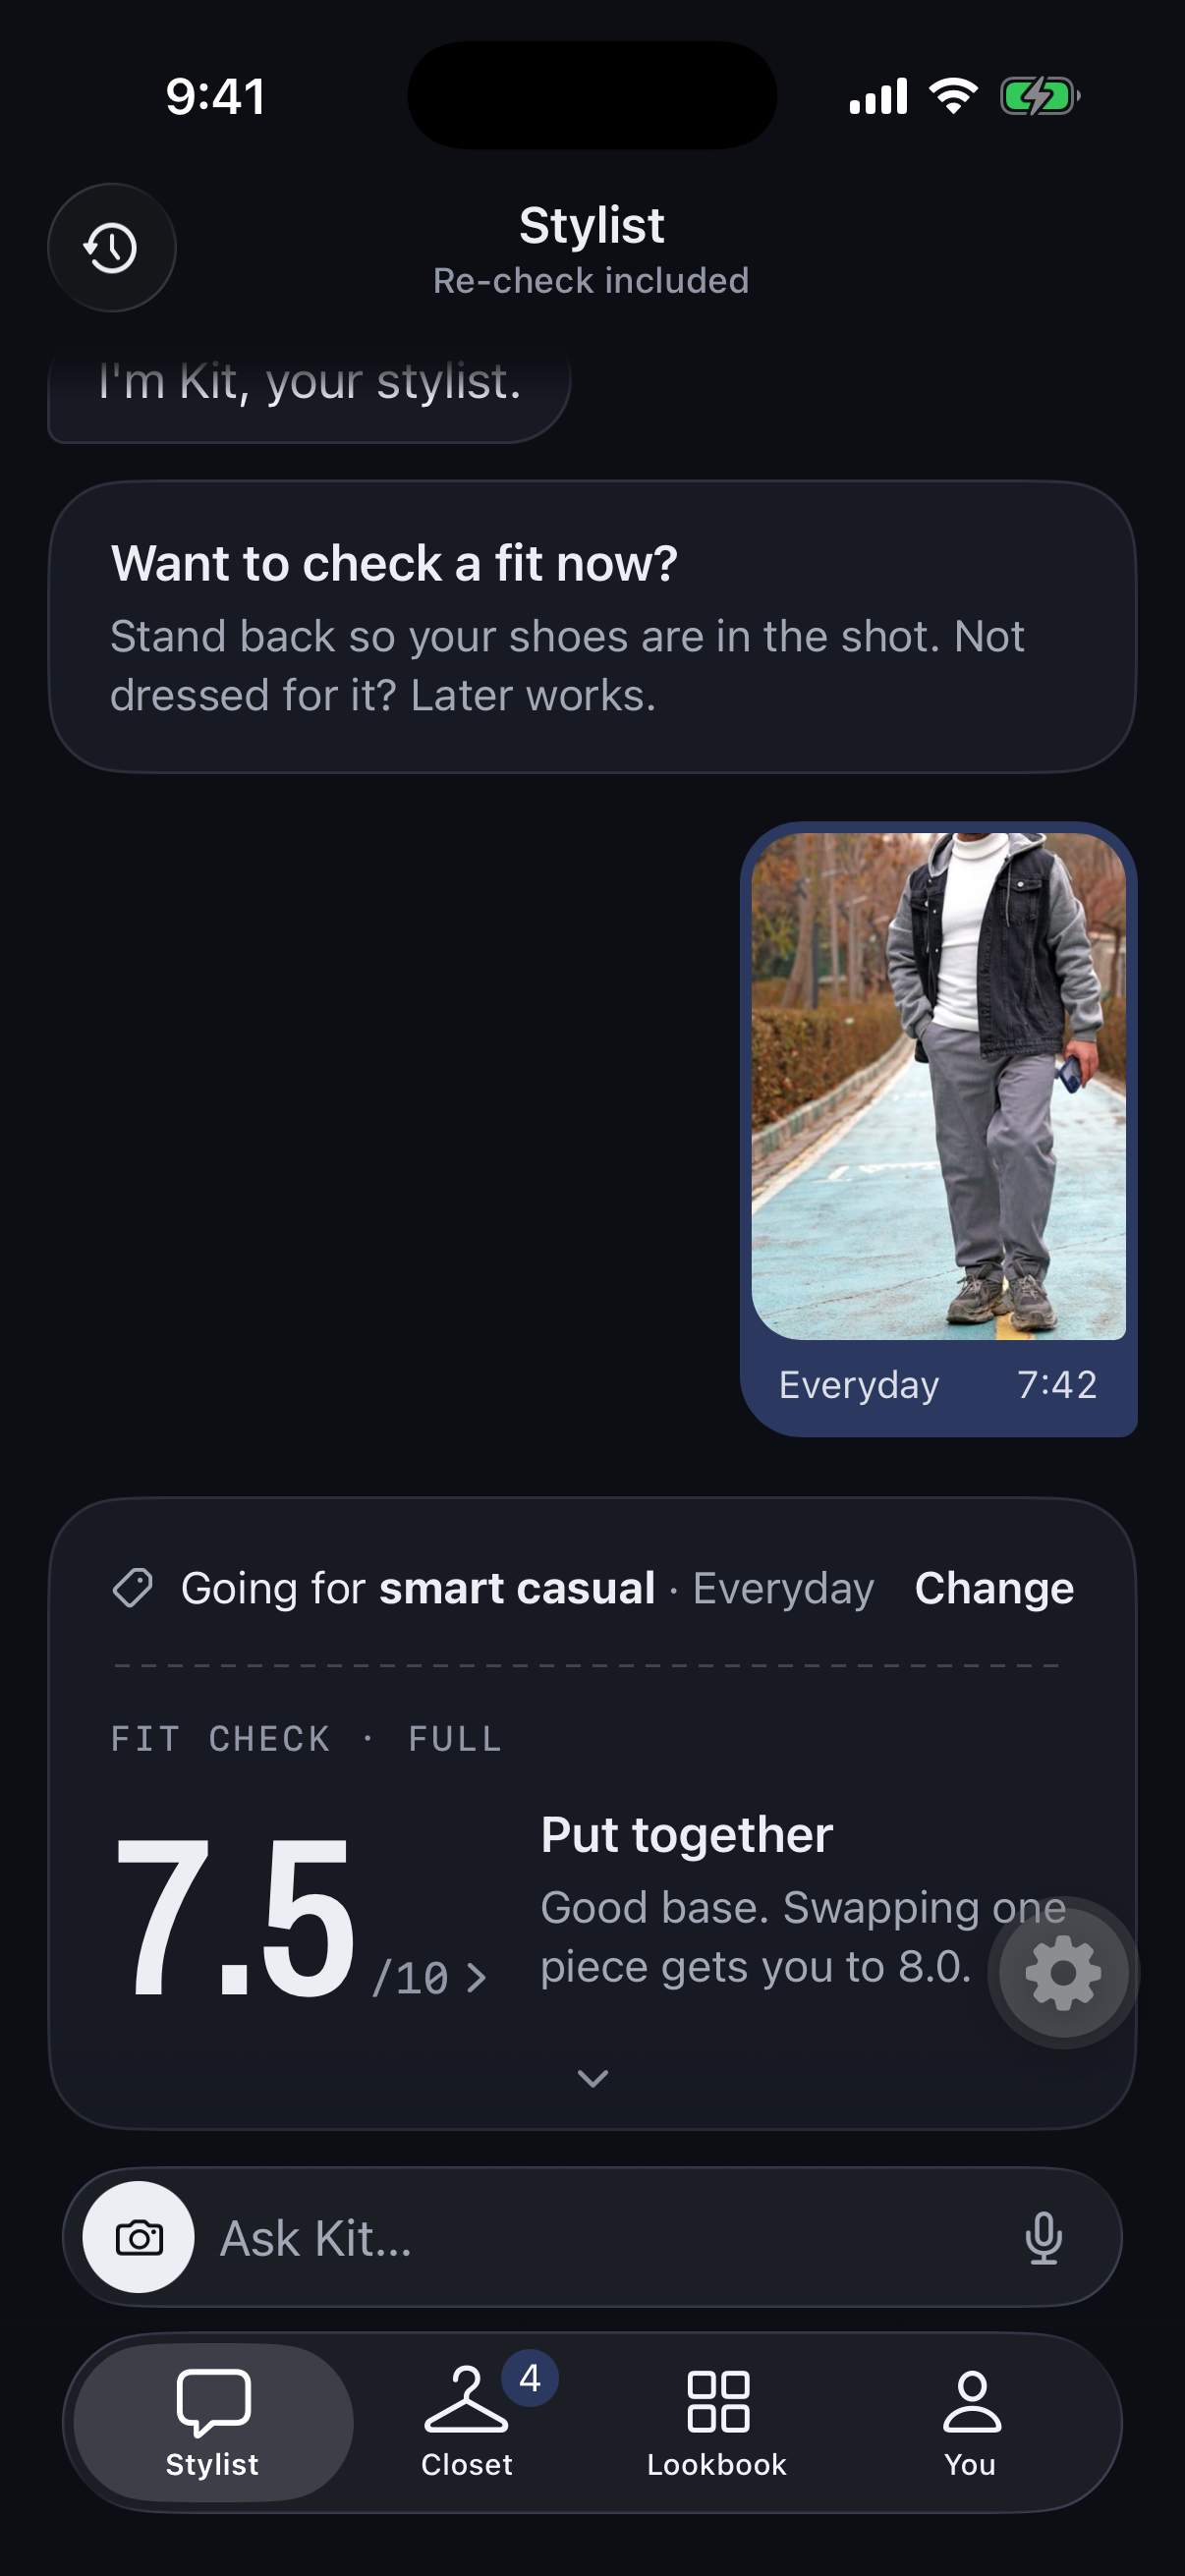 9:41
Stylist
Re-check included
I'm Kit, your stylist.
Want to check a fit now?
Stand back so your shoes are in the shot. Not
dressed for it? Later works.
Everyday 7:42
Going for smart casual · Everyday Change
FIT CHECK · FULL
7.5 /10
Put together
Good base. Swapping one
piece gets you to 8.0.
Ask Kit...
4
Stylist Closet Lookbook You